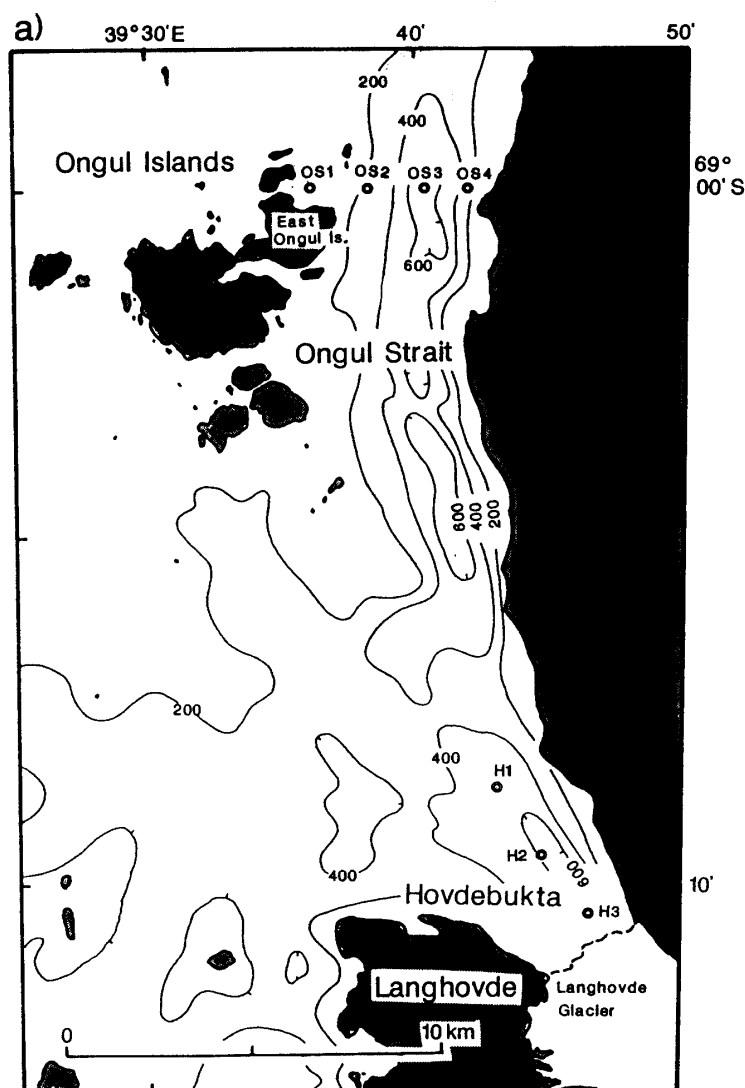 a)
39°30'E
40'
50'
200
400
Ongul Islands
69°
00'S
OS1
OS2
OS3
OS4
East
Ongul Is.
600
Ongul Strait
600
400
200
200
400
H1
H2
600
400
10'
Hovdebukta
H3
Langhovde
Langhovde
Glacier
0
10 km